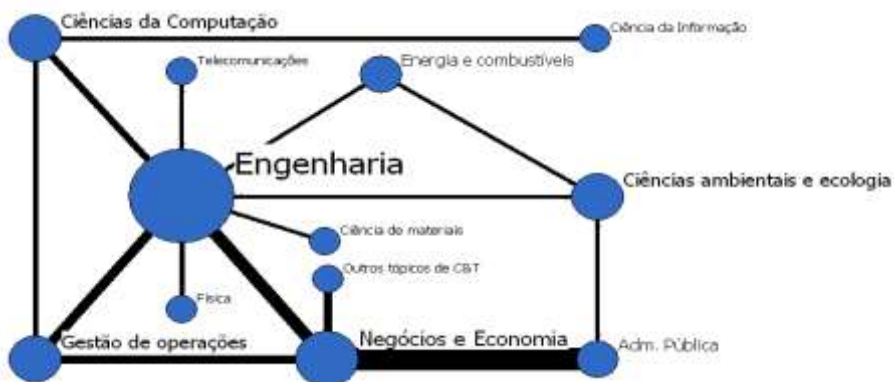 Ciências da Computação
Ciência da Informação
Telecomunicações
Energia e combustíveis
Engenharia
Ciências ambientais e ecologia
Ciência de materiais
Outros tópicos de C&T
Física
Gestão de operações
Negócios e Economia
Adm. Pública